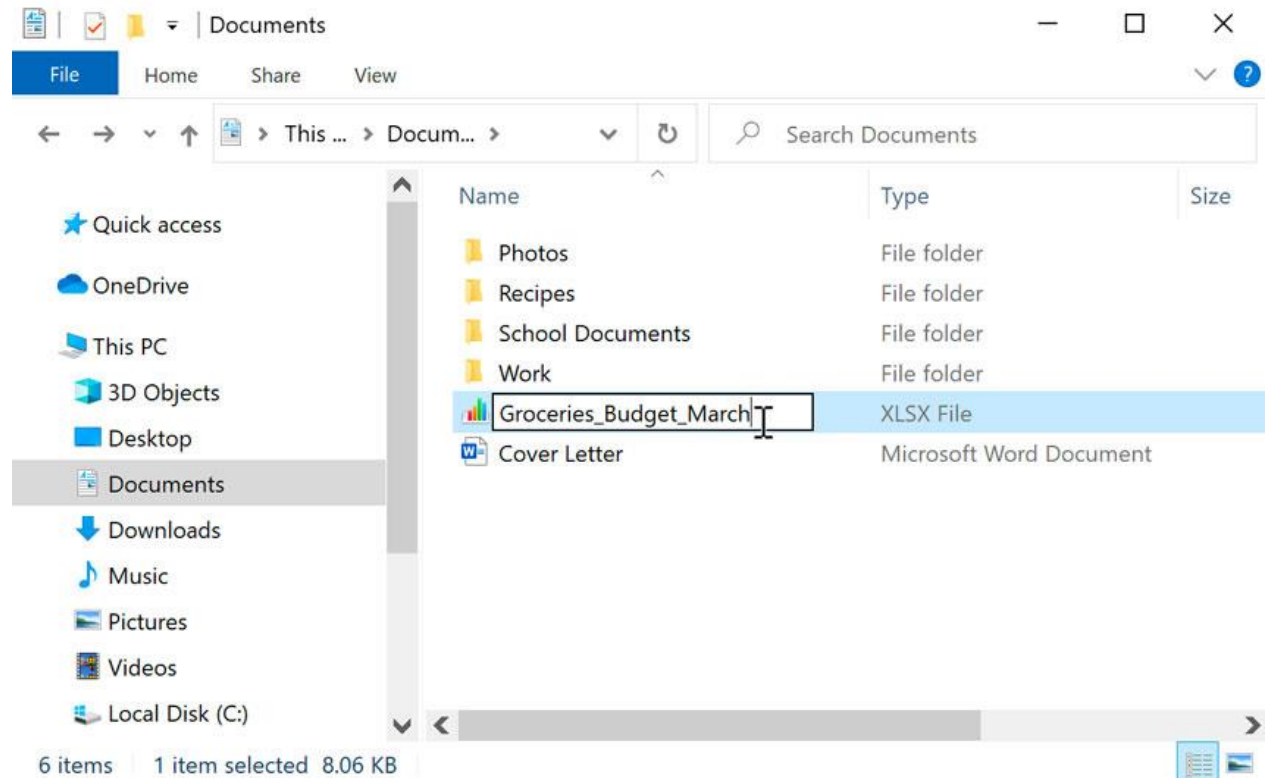 Documents
File Home Share View ?
This ... > Docum... > Search Documents
Name Type Size
Quick access
OneDrive
This PC
3D Objects
Desktop
Documents
Downloads
Music
Pictures
Videos
Local Disk (C:)
Photos File folder
Recipes File folder
School Documents File folder
Work File folder
Groceries_Budget_March XLSX File
W Cover Letter Microsoft Word Document
6 items 1 item selected 8.06 KB